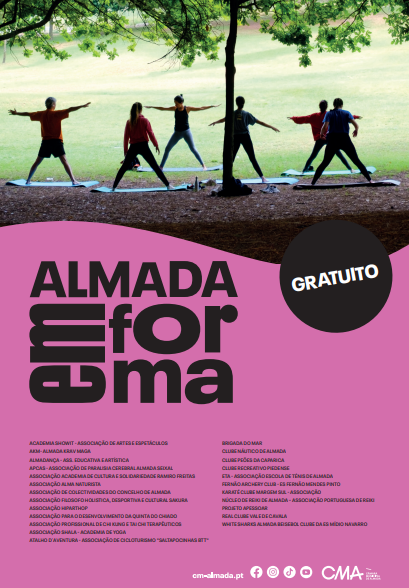 GRATUITO
ALMADA
em forma
ACADEMIA SHOWIT - ASSOCIAÇÃO DE ARTES E ESPETÁCULOS
AKM - ALMADA KRAV MAGA
ALMADANÇA - ASS. EDUCATIVA E ARTÍSTICA
APCAS - ASSOCIAÇÃO DE PARALISIA CEREBRAL ALMADA SEIXAL
ASSOCIAÇÃO ACADEMIA DE CULTURA E SOLIDARIEDADE RAMIRO FREITAS
ASSOCIAÇÃO ALMA NATURISTA
ASSOCIAÇÃO DE COLECTIVIDADES DO CONCELHO DE ALMADA
ASSOCIAÇÃO FILOSOFO HOLISTICA, DESPORTIVA E CULTURAL SAKURA
ASSOCIAÇÃO HIPARTHOP
ASSOCIAÇÃO PARA O DESENVOLVIMENTO DA QUINTA DO CHIADO
ASSOCIAÇÃO PROFISSIONAL DE CHI KUNG E TAI CHI TERAPÊUTICOS
ASSOCIAÇÃO SHALA - ACADEMIA DE YOGA
ATALHO D'AVENTURA - ASSOCIAÇÃO DE CICLOTURISMO "SALTAPOCINHAS BTT"
BRIGADA DO MAR
CLUBE NÁUTICO DE ALMADA
CLUBE PEÕES DA CAPARICA
CLUBE RECREATIVO PIEDENSE
ETA - ASSOCIAÇÃO ESCOLA DE TÉNIS DE ALMADA
FERNÃO ARCHERY CLUB - ES FERNÃO MENDES PINTO
KARATÉ CLUBE MARGEM SUL - ASSOCIAÇÃO
NÚCLEO DE REIKI DE ALMADA - ASSOCIAÇÃO PORTUGUESA DE REIKI
PROJETO APESSOAR
REAL CLUBE VALE DE CAVALA
WHITE SHARKS ALMADA BEISEBOL CLUBE DA ES MÍDIO NAVARRO
cm-almada.pt
CMA